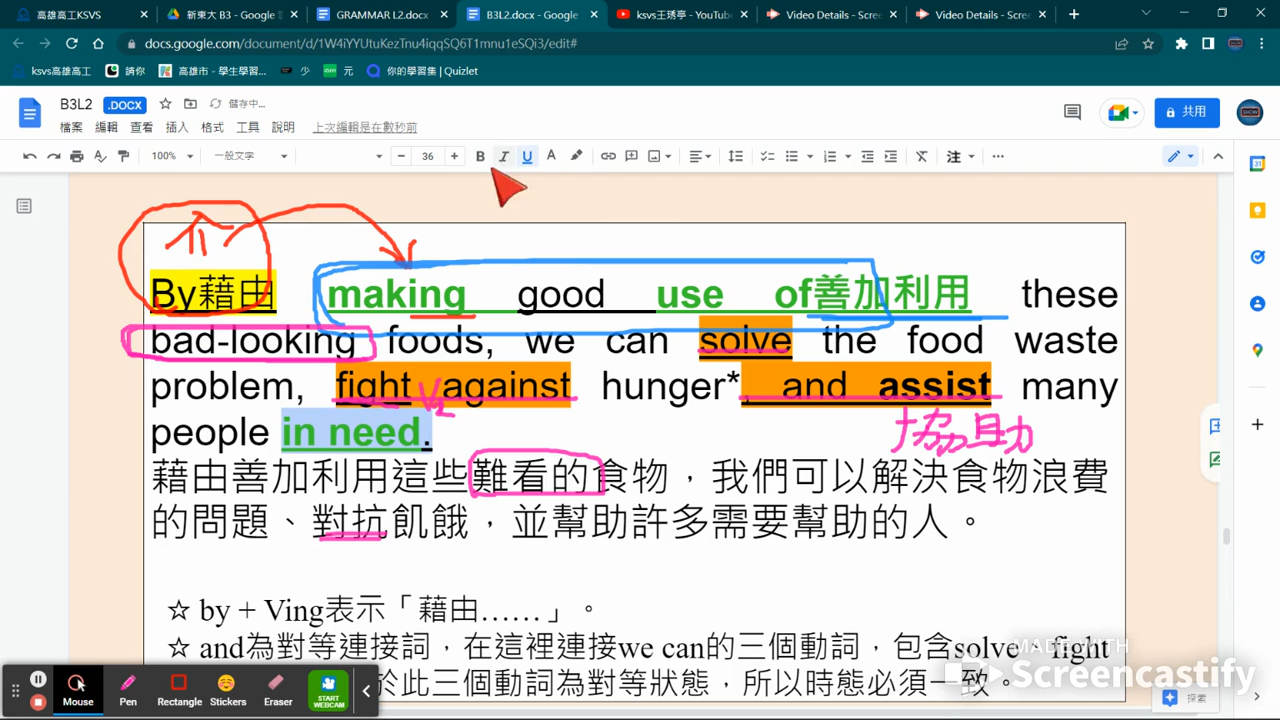 高雄高工KSVS
新東大 B3 - Google
GRAMMAR L2.docx
B3L2.docx - Google
ksvs王琇亭 - YouTube
Video Details - Scree
Video Details - Scree
docs.google.com/document/d/1W4iYYUtuKezTnu4iqqSQ6T1mnu1eSQi3/edit#
ksvs高雄高工
請你
高雄市 - 學生學習...
少
元
你的學習集 | Quizlet
B3L2 .DOCX 儲存中...
檔案 編輯 查看 插入 格式 工具 說明 上次編輯是在數秒前
共用
100% 一般文字 36 B I U A 注
介
By藉由 making good use of善加利用 these
bad-looking foods, we can solve the food waste
problem, fight against hunger*, and assist many
people in need.
協助
藉由善加利用這些難看的食物，我們可以解決食物浪費
的問題、對抗飢餓，並幫助許多需要幫助的人。
☆ by + Ving表示「藉由……」。
☆ and為對等連接詞，在這裡連接we can的三個動詞，包含solve、fight
於此三個動詞為對等狀態，所以時態必須一致。
MADE WITH
Screencastify
Mouse Pen Rectangle Stickers Eraser START WEBCAM
探索